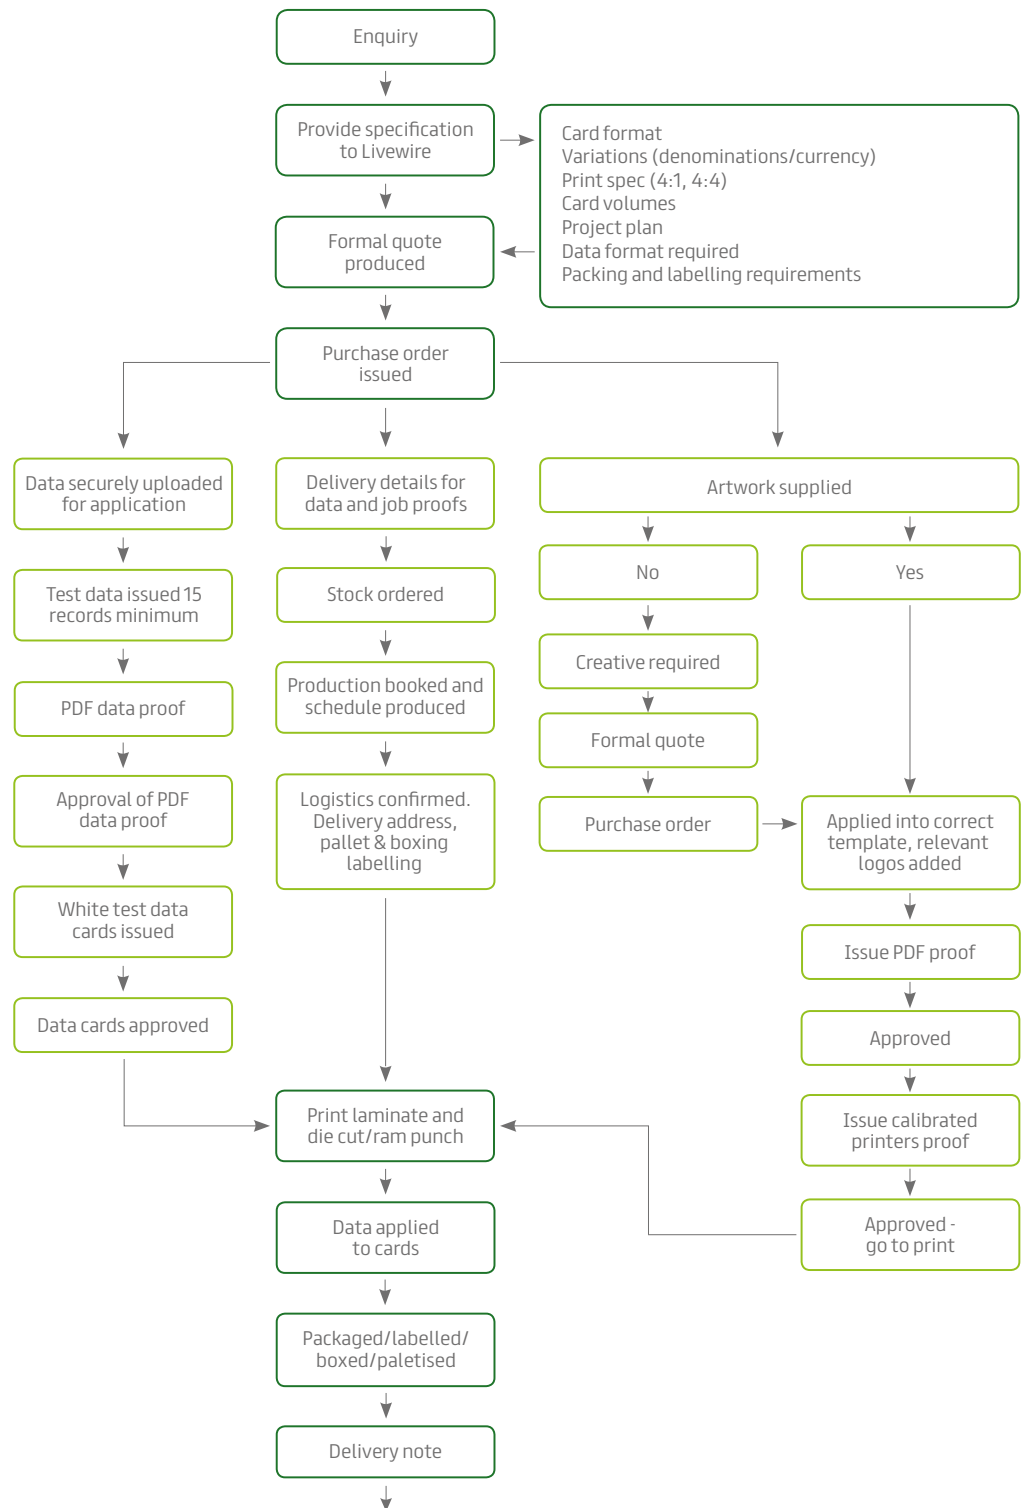 Enquiry
Provide specification
to Livewire
Card format
Variations (denominations/currency)
Print spec (4:1, 4:4)
Card volumes
Project plan
Data format required
Packing and labelling requirements
Formal quote
produced
Purchase order
issued
Data securely uploaded
for application
Test data issued 15
records minimum
PDF data proof
Approval of PDF
data proof
White test data
cards issued
Data cards approved
Delivery details for
data and job proofs
Stock ordered
Production booked and
schedule produced
Logistics confirmed.
Delivery address,
pallet & boxing
labelling
Artwork supplied
No
Creative required
Formal quote
Purchase order
Yes
Applied into correct
template, relevant
logos added
Issue PDF proof
Approved
Issue calibrated
printers proof
Approved -
go to print
Print laminate and
die cut/ram punch
Data applied
to cards
Packaged/labelled/
boxed/paletised
Delivery note